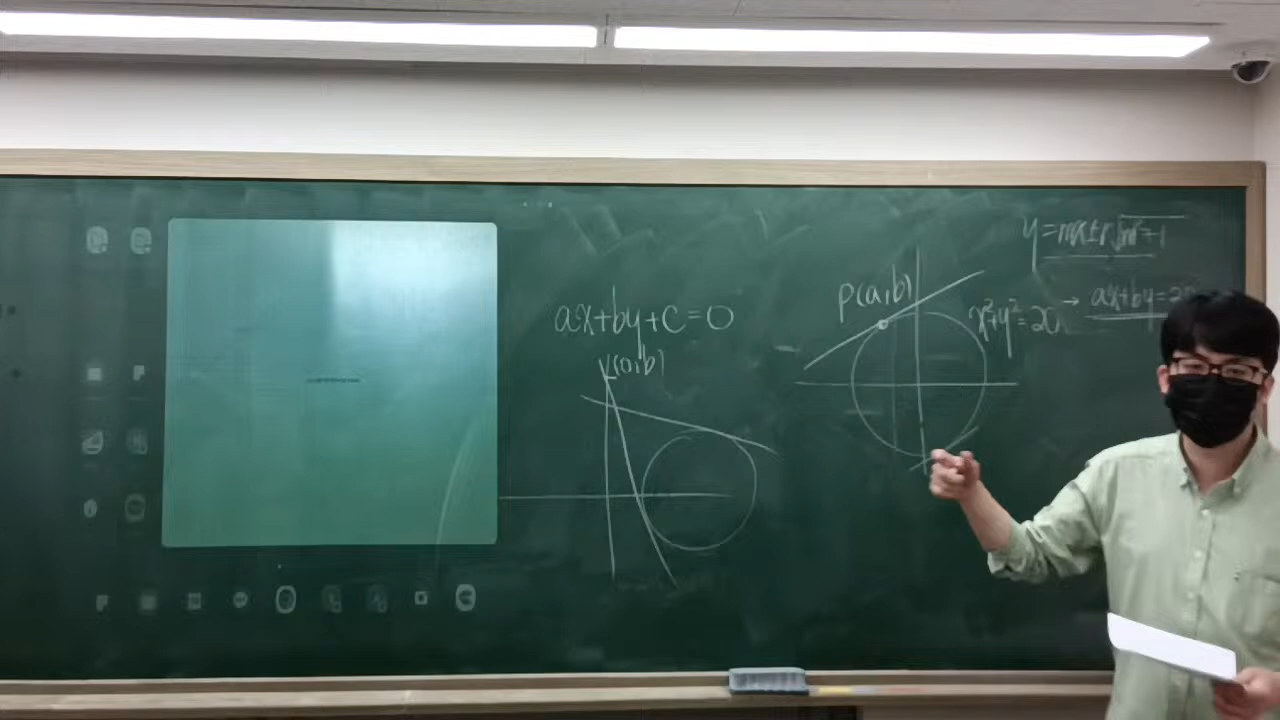 ax+by+c=0
(a,b)
P(a,b)
x²+y²=20 → ax+by=20
y=mx±r√m²+1